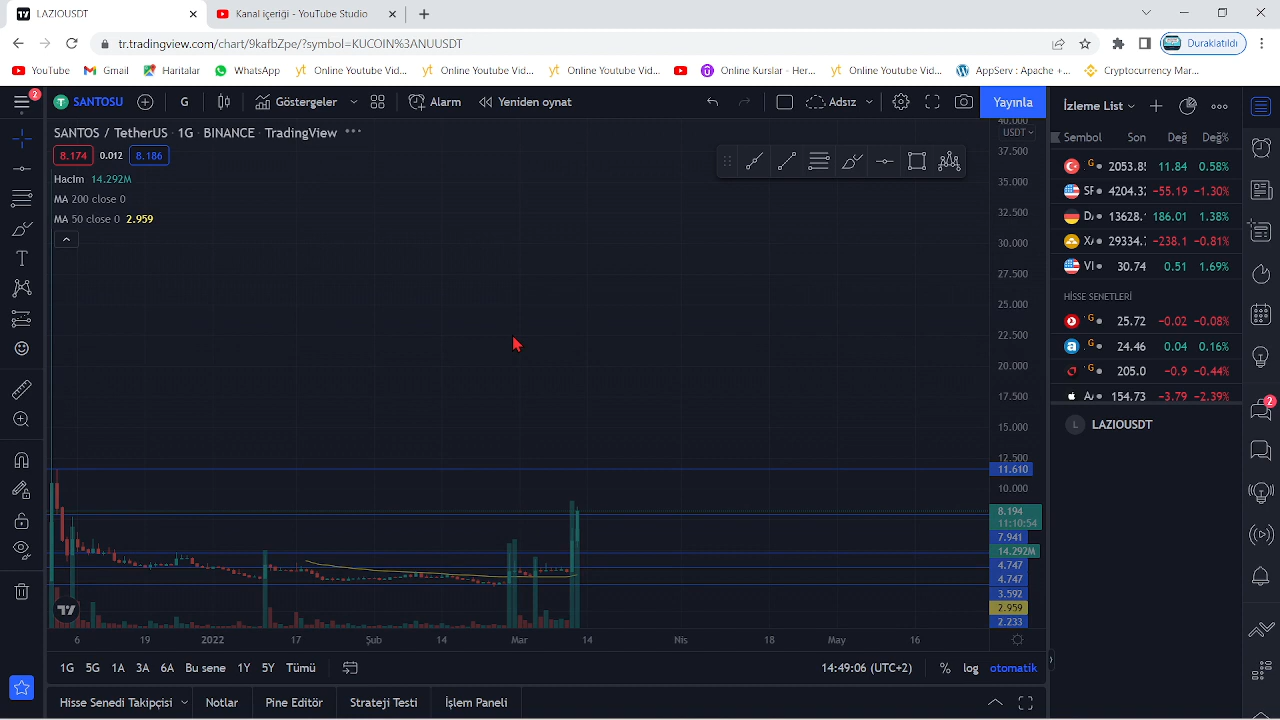 LAZIOUSDT
Kanal içeriği - YouTube Studio
tr.tradingview.com/chart/9kafbZpe/?symbol=KUCOIN%3ANUUSDT
Duraklatıldı
YouTube
Gmail
Haritalar
WhatsApp
Online Youtube Vid...
Online Youtube Vid...
Online Youtube Vid...
Online Kurslar - Her...
Online Youtube Vid...
AppServ : Apache +...
Cryptocurrency Mar...
2
SANTOSU
G
Göstergeler
Alarm
Yeniden oynat
Adsız
Yayınla
İzleme List
SANTOS / TetherUS · 1G · BINANCE · TradingView
8.174
0.012
8.186
Hacim 14.292M
MA 200 close 0
MA 50 close 0 2.959
40.000
USDT
37.500
35.000
32.500
30.000
27.500
25.000
22.500
20.000
17.500
15.000
12.500
11.610
10.000
8.194
11:10:54
7.941
14.292M
4.747
4.747
3.592
2.959
2.233
Sembol Son Değ Değ%
G 2053.8 11.84 0.58%
SF 4204.3 −55.19 −1.30%
13628. 186.01 1.38%
29334. −238.1 −0.81%
VI 30.74 0.51 1.69%
HİSSE SENETLERİ
G 25.72 −0.02 −0.08%
G 24.46 0.04 0.16%
G 205.0 −0.9 −0.44%
154.73 −3.79 −2.39%
L LAZIOUSDT
2
6 19 2022 17 Şub 14 Mar 14 Nis 18 May 16
1G 5G 1A 3A 6A Bu sene 1Y 5Y Tümü
14:49:06 (UTC+2) % log otomatik
Hisse Senedi Takipçisi Notlar Pine Editör Strateji Testi İşlem Paneli